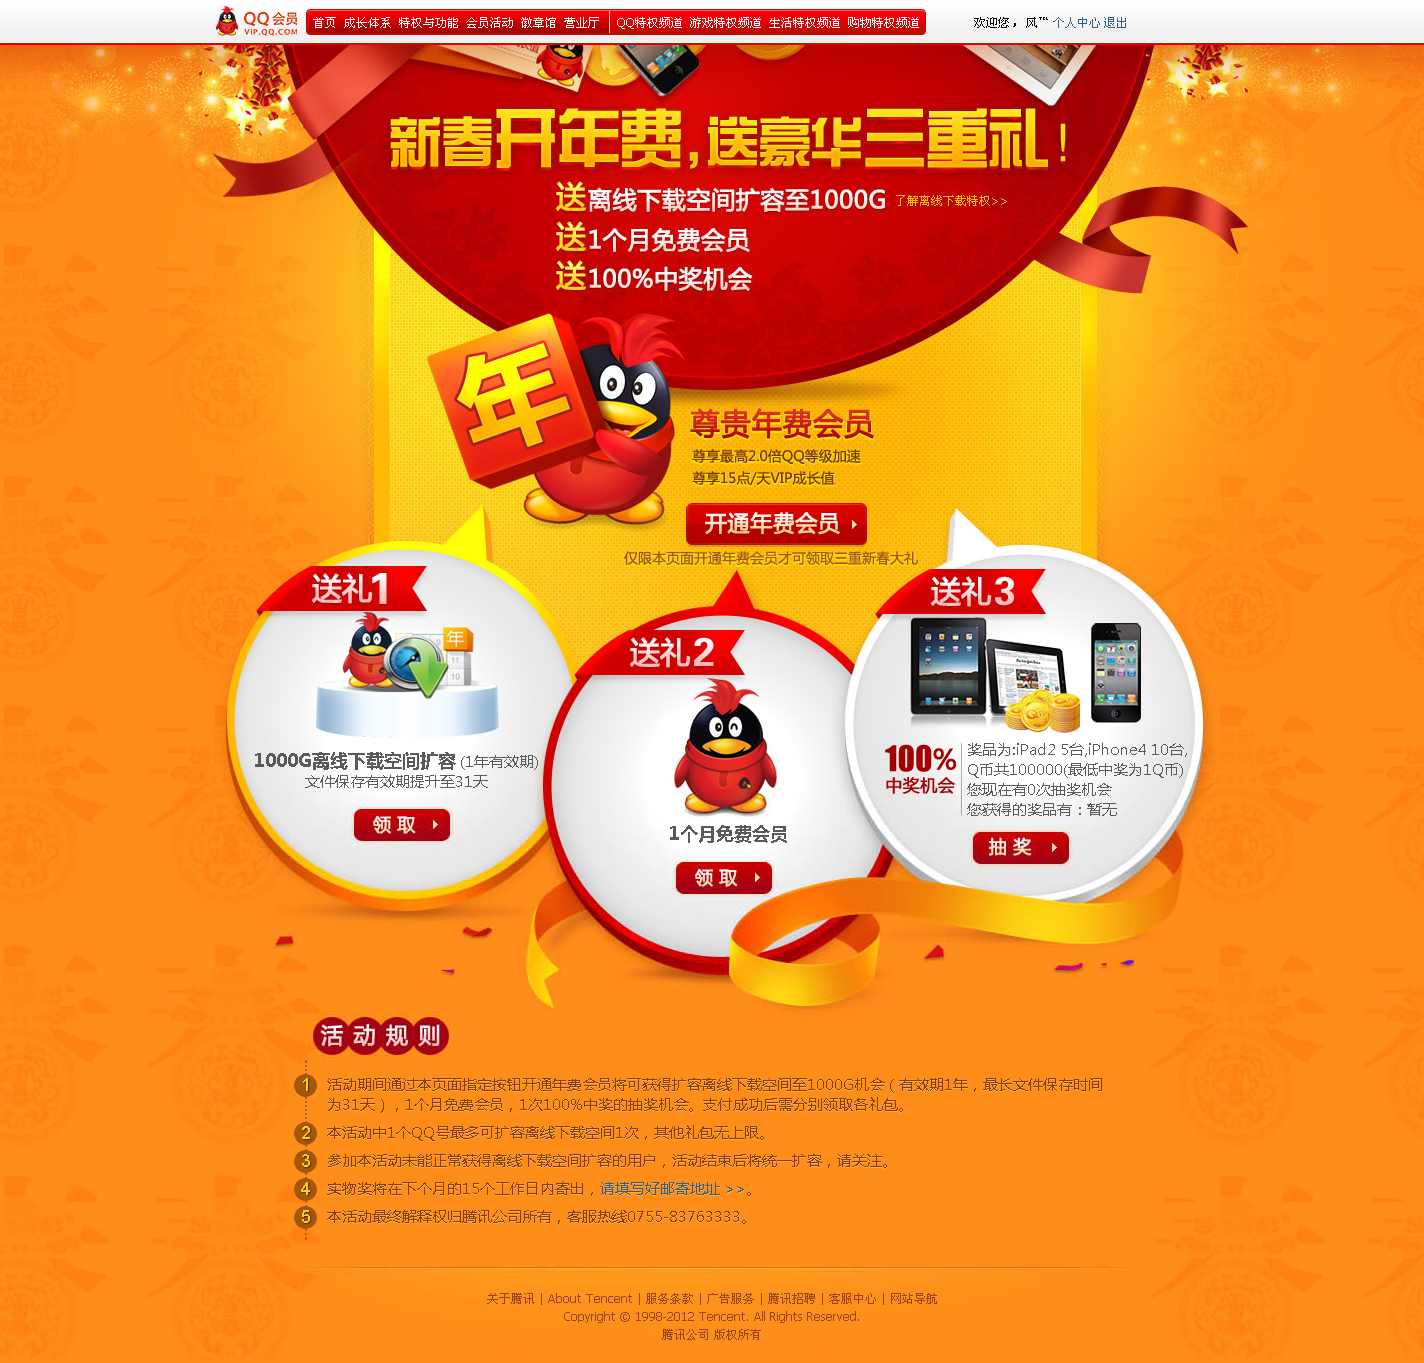 QQ会员
VIP.QQ.COM
首页 成长体系 特权与功能 会员活动 徽章馆 营业厅 QQ特权频道 游戏特权频道 生活特权频道 购物特权频道
欢迎您， 风™ 个人中心 退出
新春开年费,送豪华三重礼!
送离线下载空间扩容至1000G 了解离线下载特权>>
送1个月免费会员
送100%中奖机会
年
尊贵年费会员
尊享最高2.0倍QQ等级加速
尊享15点/天VIP成长值
开通年费会员
仅限本页面开通年费会员才可领取三重新春大礼
送礼1
年
1000G离线下载空间扩容 (1年有效期)
文件保存有效期提升至31天
领取
送礼2
1个月免费会员
领取
送礼3
100%
中奖机会
奖品为:iPad2 5台,iPhone4 10台,
Q币共100000(最低中奖为1Q币)
您现在有0次抽奖机会
您获得的奖品有：暂无
抽奖
活动规则
1 活动期间通过本页面指定按钮开通年费会员将可获得扩容离线下载空间至1000G机会（有效期1年，最长文件保存时间
为31天），1个月免费会员，1次100%中奖的抽奖机会。支付成功后需分别领取各礼包。
2 本活动中1个QQ号最多可扩容离线下载空间1次，其他礼包无上限。
3 参加本活动未能正常获得离线下载空间扩容的用户，活动结束后将统一扩容，请关注。
4 实物奖将在下个月的15个工作日内寄出，请填写好邮寄地址 >>。
5 本活动最终解释权归腾讯公司所有，客服热线0755-83763333。
关于腾讯 | About Tencent | 服务条款 | 广告服务 | 腾讯招聘 | 客服中心 | 网站导航
Copyright © 1998-2012 Tencent. All Rights Reserved.
腾讯公司 版权所有